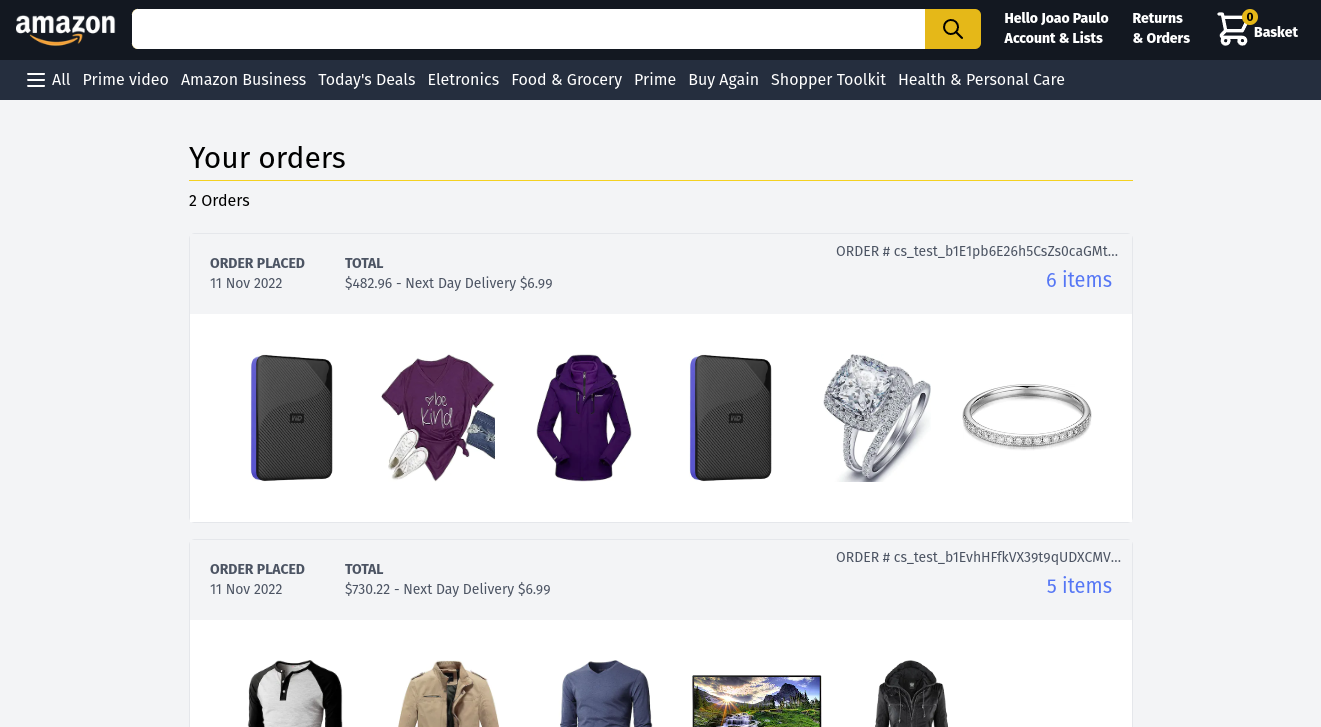 amazon
Hello Joao Paulo
Account & Lists
Returns
& Orders
0
Basket
All Prime video Amazon Business Today's Deals Eletronics Food & Grocery Prime Buy Again Shopper Toolkit Health & Personal Care
Your orders
2 Orders
ORDER PLACED
11 Nov 2022
TOTAL
$482.96 - Next Day Delivery $6.99
ORDER # cs_test_b1E1pb6E26h5CsZs0caGMt...
6 items
WD
be
kind
WD
ORDER PLACED
11 Nov 2022
TOTAL
$730.22 - Next Day Delivery $6.99
ORDER # cs_test_b1EvhHFfkVX39t9qUDXCMV...
5 items